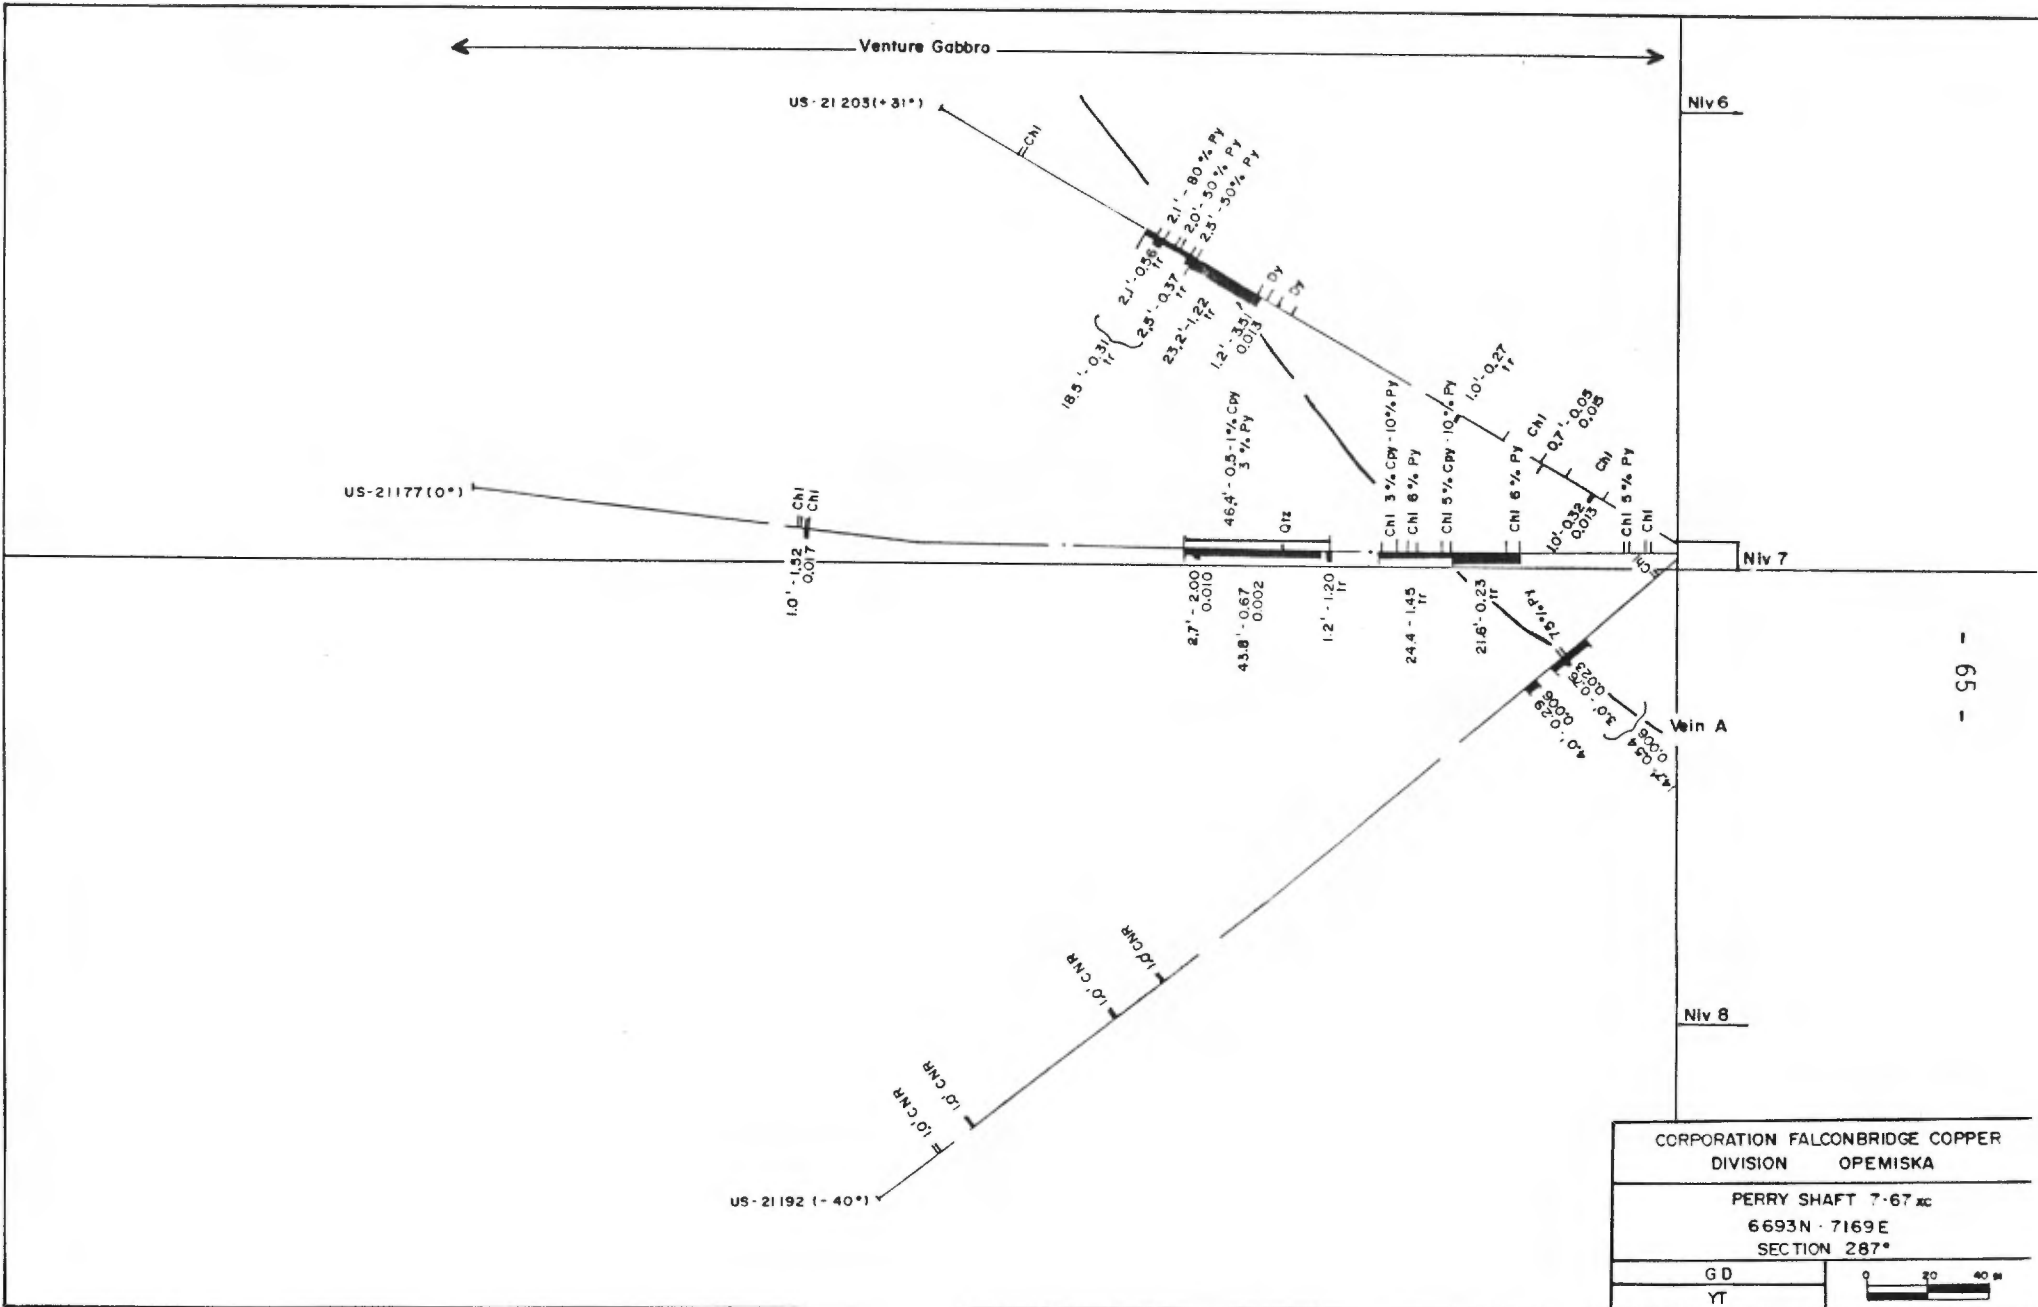 Venture Gabbro
US-21203(+31°)
Niv 6
Chl
2.1' - 80% Py
2.0' - 50% Py
2.5' - 50% Py
2.1' - 0.56
tr
2.5' - 0.37
tr
18.5' - 0.31
tr
23.2' - 1.22
tr
1.2' - 3.51
0.013
Dy
1.0' - 0.27
tr
Chl
0.7' - 0.05
0.015
Chl
1.0' - 0.32
0.013
US-21177(0°)
Chl
Chl
1.0' - 1.52
0.017
46.4' - 0.5 - 1% Cpy
3% Py
Qtz
Chl 3% Cpy - 10% Py
Chl 6% Py
Chl 5% Cpy - 10% Py
Chl 6% Py
Chl 5% Py
Chl
Niv 7
2.7' - 2.00
0.010
43.8' - 0.67
0.002
1.2' - 1.20
tr
24.4 - 1.45
tr
21.6' - 0.23
tr
Chl
75% Py
3.0' - 0.76
0.023
4.0' - 0.29
0.006
14.7' 0.54
0.006
Vein A
- 65 -
Niv 8
1.0' CNR
1.0' CNR
1.0' CNR
1.0' CNR
US-21192 (-40°)
CORPORATION FALCONBRIDGE COPPER
DIVISION OPEMISKA
PERRY SHAFT 7-67 xc
6693N - 7169E
SECTION 287°
GD
YT
0 20 40